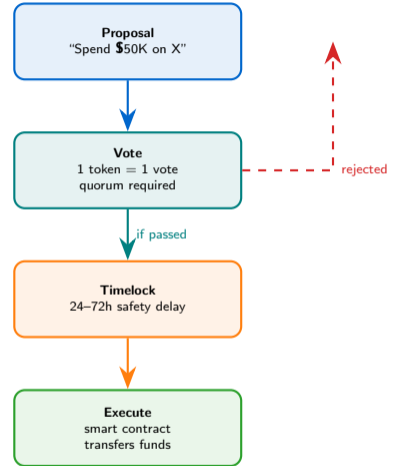 Proposal
“Spend $50K on X”
Vote
1 token = 1 vote
quorum required
rejected
if passed
Timelock
24–72h safety delay
Execute
smart contract
transfers funds